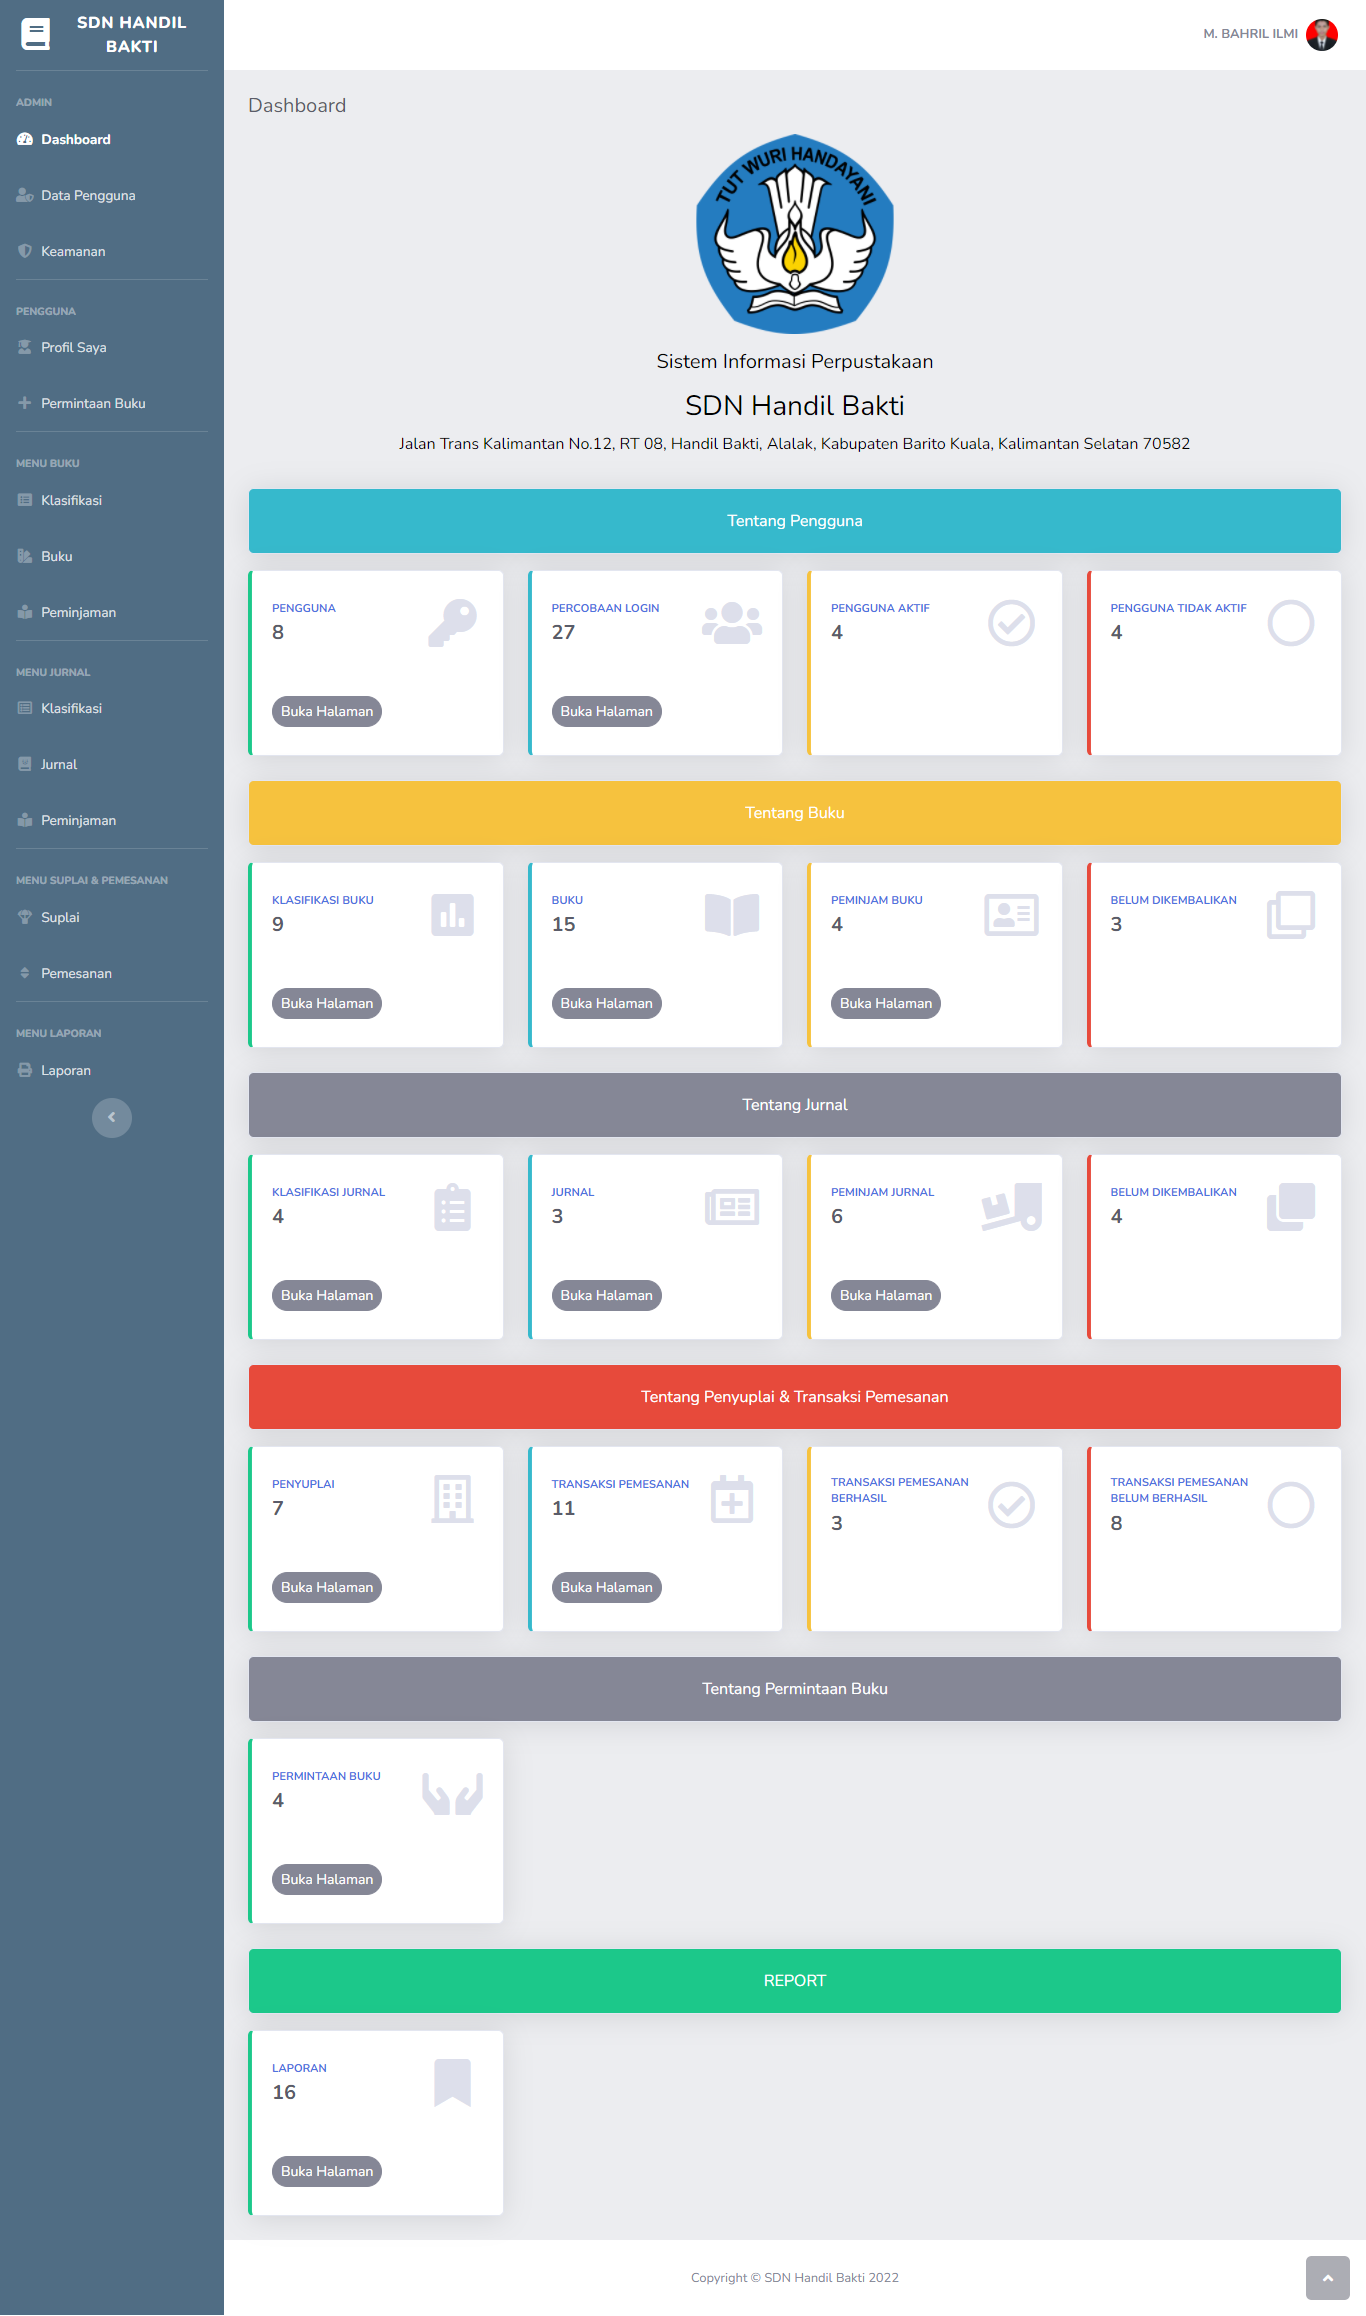 SDN HANDIL
BAKTI
M. BAHRIL ILMI
ADMIN
Dashboard
Data Pengguna
Keamanan
PENGGUNA
Profil Saya
Permintaan Buku
MENU BUKU
Klasifikasi
Buku
Peminjaman
MENU JURNAL
Klasifikasi
Jurnal
Peminjaman
MENU SUPLAI & PEMESANAN
Suplai
Pemesanan
MENU LAPORAN
Laporan
Dashboard
TUT WURI HANDAYANI
Sistem Informasi Perpustakaan
SDN Handil Bakti
Jalan Trans Kalimantan No.12, RT 08, Handil Bakti, Alalak, Kabupaten Barito Kuala, Kalimantan Selatan 70582
Tentang Pengguna
PENGGUNA
8
Buka Halaman
PERCOBAAN LOGIN
27
Buka Halaman
PENGGUNA AKTIF
4
PENGGUNA TIDAK AKTIF
4
Tentang Buku
KLASIFIKASI BUKU
9
Buka Halaman
BUKU
15
Buka Halaman
PEMINJAM BUKU
4
Buka Halaman
BELUM DIKEMBALIKAN
3
Tentang Jurnal
KLASIFIKASI JURNAL
4
Buka Halaman
JURNAL
3
Buka Halaman
PEMINJAM JURNAL
6
Buka Halaman
BELUM DIKEMBALIKAN
4
Tentang Penyuplai & Transaksi Pemesanan
PENYUPLAI
7
Buka Halaman
TRANSAKSI PEMESANAN
11
Buka Halaman
TRANSAKSI PEMESANAN
BERHASIL
3
TRANSAKSI PEMESANAN
BELUM BERHASIL
8
Tentang Permintaan Buku
PERMINTAAN BUKU
4
Buka Halaman
REPORT
LAPORAN
16
Buka Halaman
Copyright © SDN Handil Bakti 2022